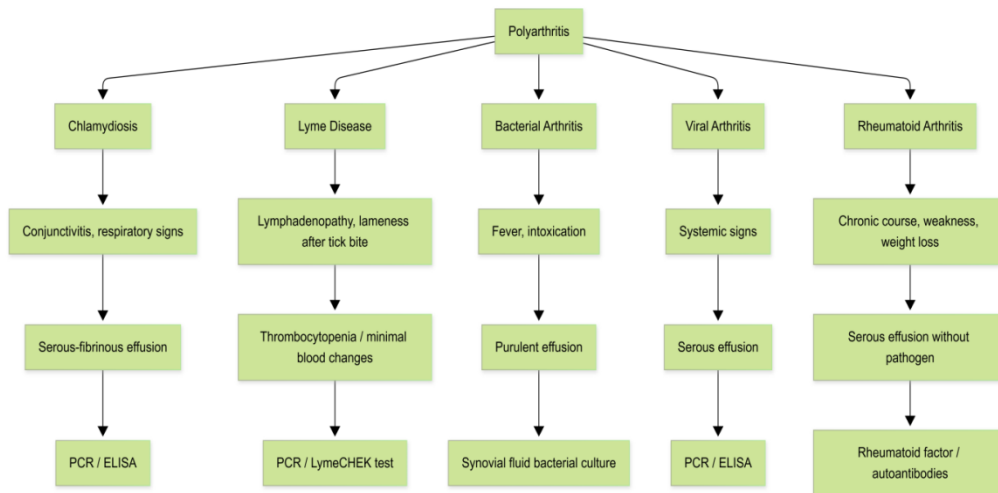 Polyarthritis
Chlamydiosis
Lyme Disease
Bacterial Arthritis
Viral Arthritis
Rheumatoid Arthritis
Conjunctivitis, respiratory signs
Lymphadenopathy, lameness
after tick bite
Fever, intoxication
Systemic signs
Chronic course, weakness,
weight loss
Serous-fibrinous effusion
Thrombocytopenia / minimal
blood changes
Purulent effusion
Serous effusion
Serous effusion without
pathogen
PCR / ELISA
PCR / LymeCHEK test
Synovial fluid bacterial culture
PCR / ELISA
Rheumatoid factor /
autoantibodies